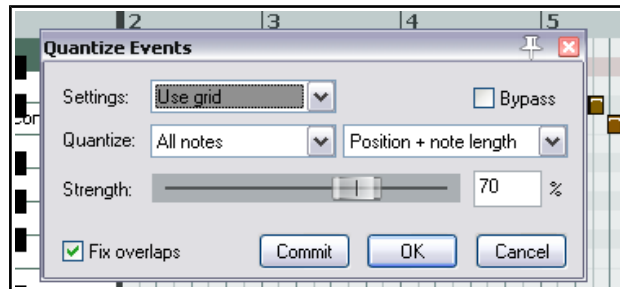 2 3 4 5
Quantize Events
Settings: Use grid Bypass
Quantize: All notes Position + note length
Strength: 70 %
Fix overlaps Commit OK Cancel